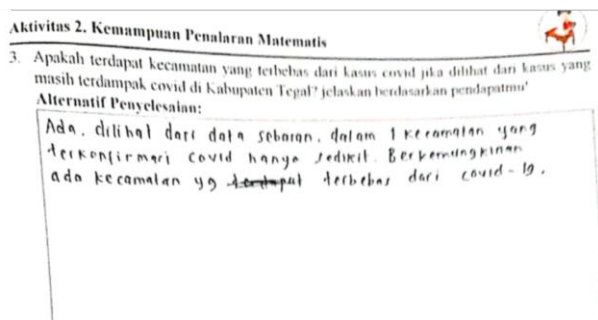 Aktivitas 2. Kemampuan Penalaran Matematis
3. Apakah terdapat kecamatan yang terbebas dari kasus covid jika dilihat dari kasus yang
masih terdampak covid di Kabupaten Tegal? jelaskan berdasarkan pendapatmu!
Alternatif Penyelesaian:
Ada, dilihat dari data sebaran, dalam 1 kecamatan yang
terkonfirmasi covid hanya sedikit. Berkemungkinan
ada kecamatan yg terdapat terbebas dari covid-19.